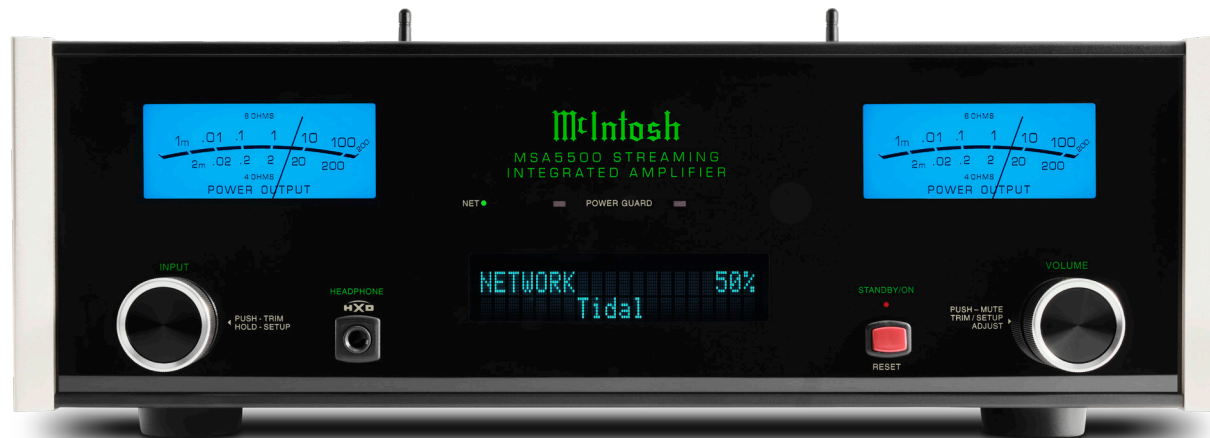 8 OHMS
1m .01 .1 1 10 100 200
2m .02 .2 2 20 200
4 OHMS
POWER OUTPUT
McIntosh
MSA5500 STREAMING
INTEGRATED AMPLIFIER
NET
POWER GUARD
8 OHMS
1m .01 .1 1 10 100 200
2m .02 .2 2 20 200
4 OHMS
POWER OUTPUT
INPUT
PUSH - TRIM
HOLD - SETUP
HEADPHONE
HXD
NETWORK 50%
Tidal
STANDBY/ON
RESET
VOLUME
PUSH – MUTE
TRIM / SETUP
ADJUST